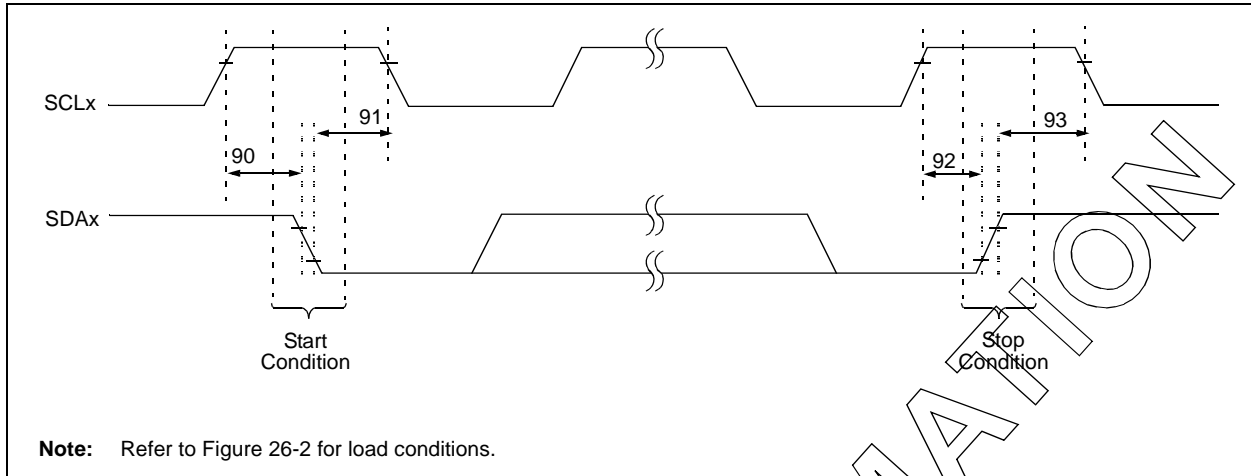 SCLx
91
93
90
92
SDAx
Start
Condition
Stop
Condition
Note: Refer to Figure 26-2 for load conditions.
MATION